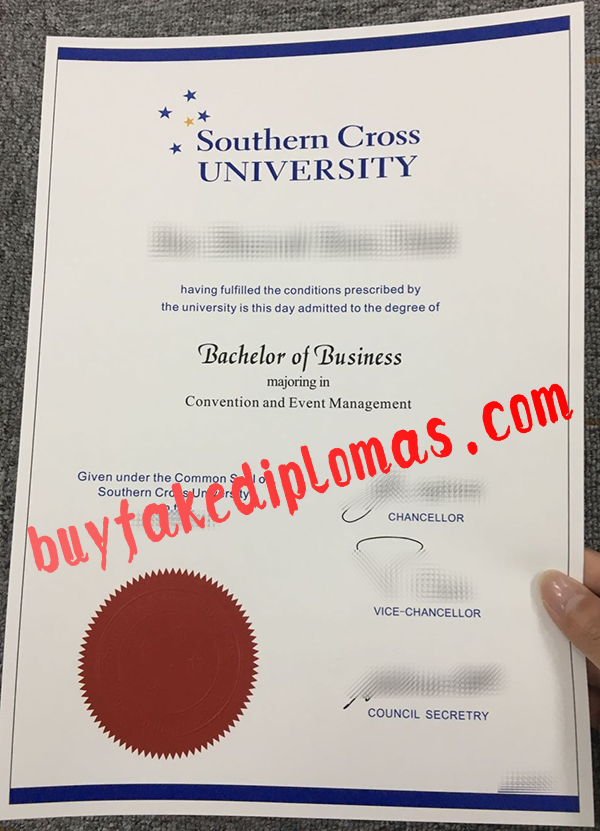 Southern Cross
UNIVERSITY
having fulfilled the conditions prescribed by
the university is this day admitted to the degree of
Bachelor of Business
majoring in
Convention and Event Management
buyfakediplomas.com
Given under the Common Seal of
Southern Cross University
CHANCELLOR
VICE-CHANCELLOR
COUNCIL SECRETRY